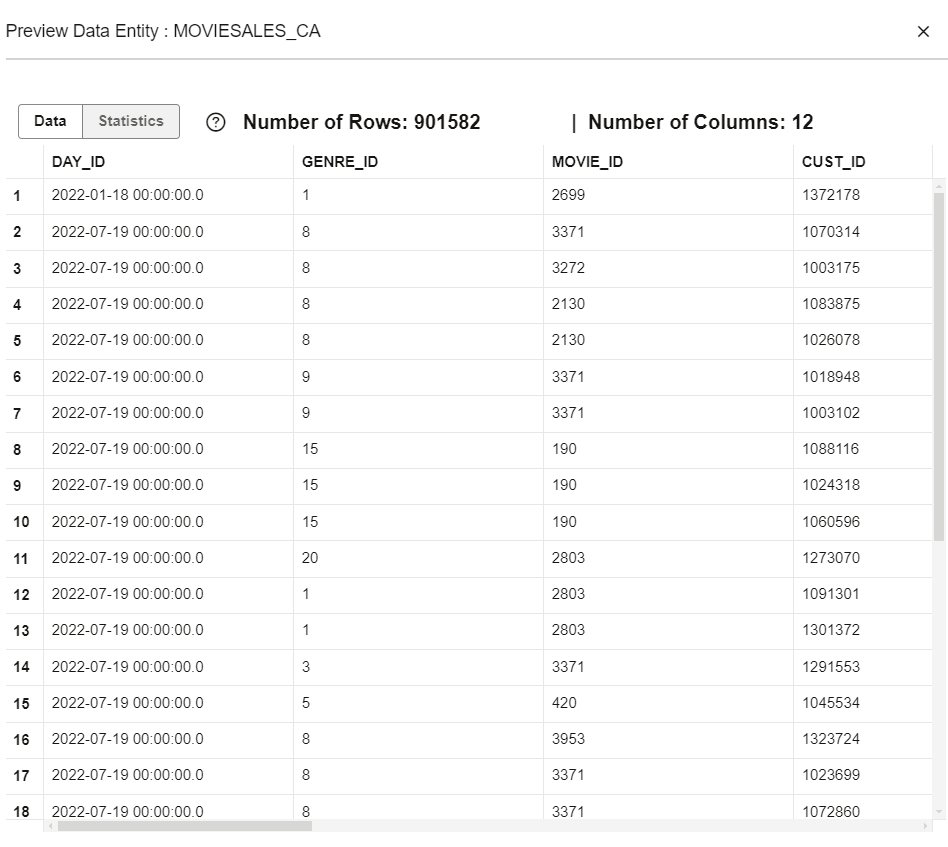 Preview Data Entity : MOVIESALES_CA
Data Statistics Number of Rows: 901582 | Number of Columns: 12
DAY_ID GENRE_ID MOVIE_ID CUST_ID
1 2022-01-18 00:00:00.0 1 2699 1372178
2 2022-07-19 00:00:00.0 8 3371 1070314
3 2022-07-19 00:00:00.0 8 3272 1003175
4 2022-07-19 00:00:00.0 8 2130 1083875
5 2022-07-19 00:00:00.0 8 2130 1026078
6 2022-07-19 00:00:00.0 9 3371 1018948
7 2022-07-19 00:00:00.0 9 3371 1003102
8 2022-07-19 00:00:00.0 15 190 1088116
9 2022-07-19 00:00:00.0 15 190 1024318
10 2022-07-19 00:00:00.0 15 190 1060596
11 2022-07-19 00:00:00.0 20 2803 1273070
12 2022-07-19 00:00:00.0 1 2803 1091301
13 2022-07-19 00:00:00.0 1 2803 1301372
14 2022-07-19 00:00:00.0 3 3371 1291553
15 2022-07-19 00:00:00.0 5 420 1045534
16 2022-07-19 00:00:00.0 8 3953 1323724
17 2022-07-19 00:00:00.0 8 3371 1023699
18 2022-07-19 00:00:00.0 8 3371 1072860